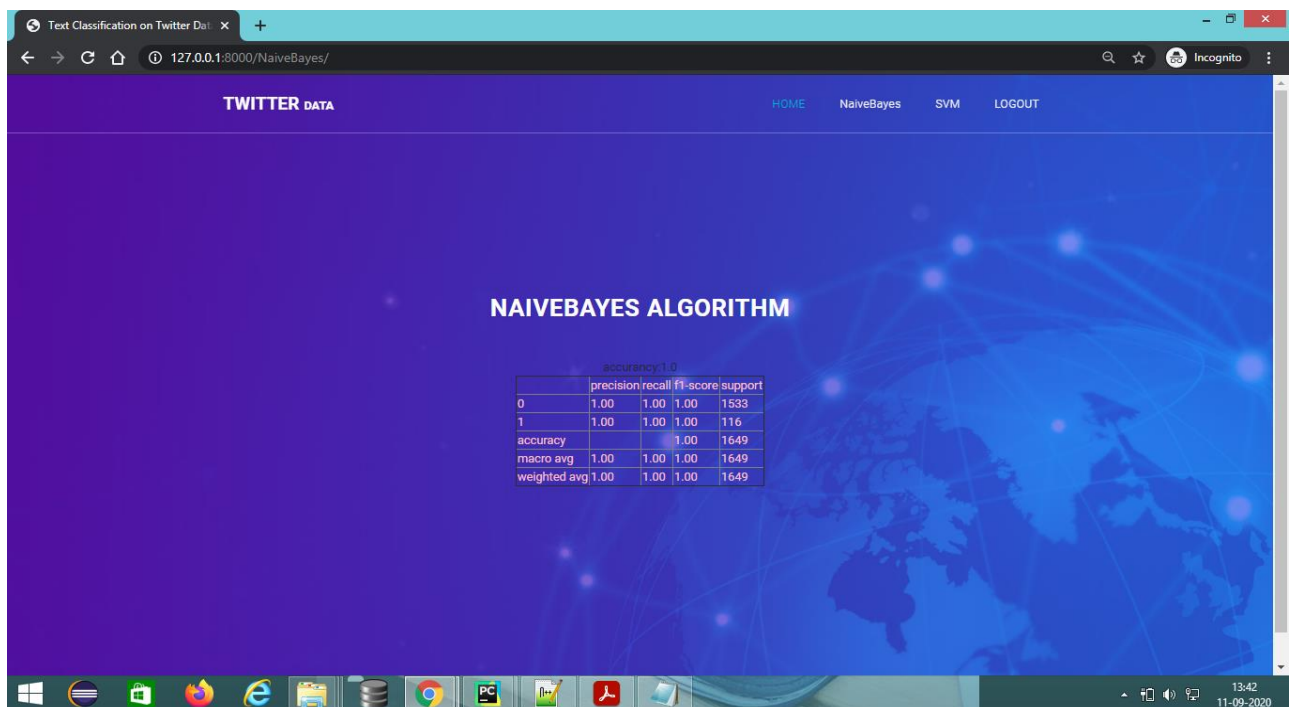 Text Classification on Twitter Dat
127.0.0.1:8000/NaiveBayes/
Incognito
TWITTER DATA
HOME NaiveBayes SVM LOGOUT
NAIVEBAYES ALGORITHM
accurancy:1.0
precision recall f1-score support
0 1.00 1.00 1.00 1533
1 1.00 1.00 1.00 116
accuracy 1.00 1649
macro avg 1.00 1.00 1.00 1649
weighted avg 1.00 1.00 1.00 1649
PC
13:42
11-09-2020